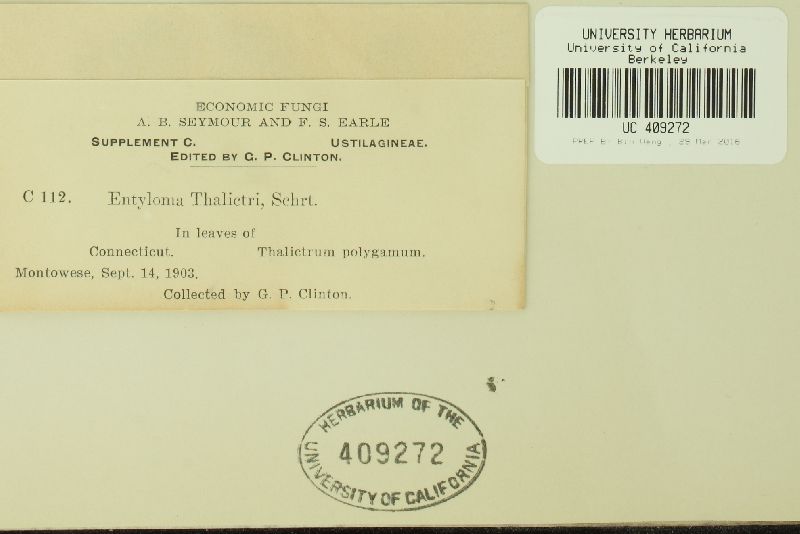 ECONOMIC FUNGI
A. B. SEYMOUR AND F. S. EARLE
SUPPLEMENT C. USTILAGINEAE.
EDITED BY G. P. CLINTON.
C 112. Entyloma Thalictri, Schrt.
In leaves of
Connecticut. Thalictrum polygamum.
Montowese, Sept. 14, 1903.
Collected by G. P. Clinton.
UNIVERSITY HERBARIUM
University of California
Berkeley
UC 409272
HERBARIUM OF THE
409272
UNIVERSITY OF CALIFORNIA